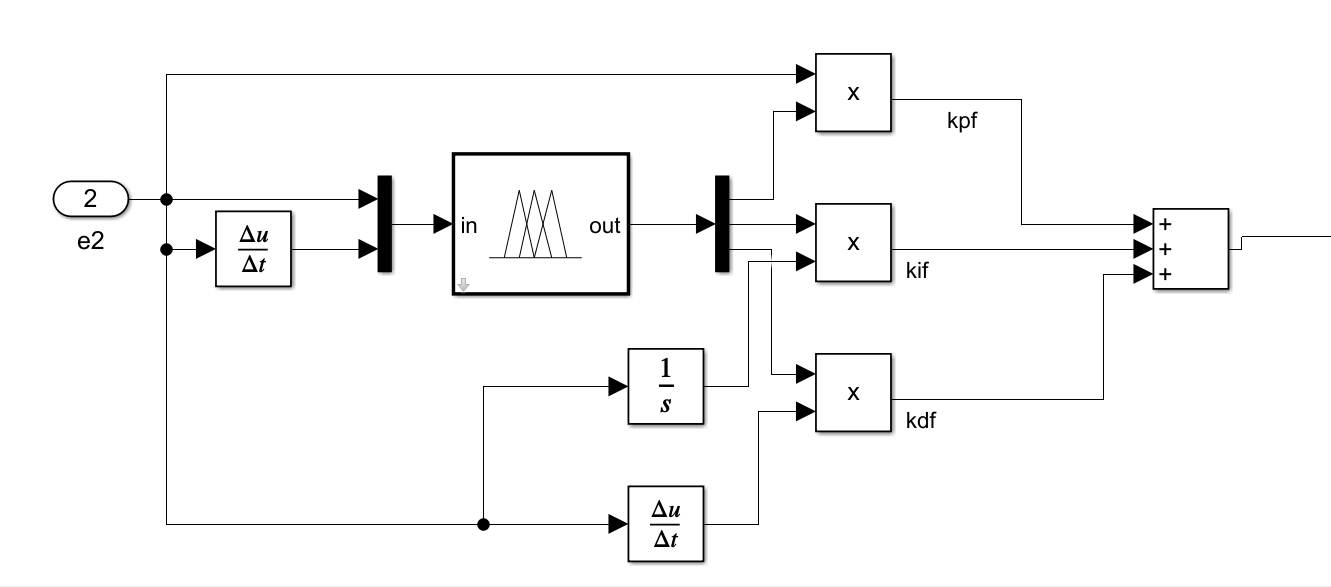 x
kpf
2
e2
Δu
Δt
in
out
x
kif
+
+
+
1
s
x
kdf
Δu
Δt